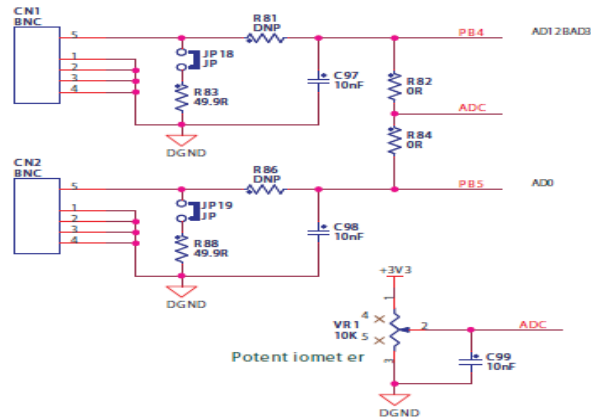 CN1
BNC
R81
DNP
5
PB4
AD12BAD3
JP18
JP
1
2
3
4
C97
10nF
R82
0R
R83
49.9R
ADC
R84
0R
DGND
CN2
BNC
R86
DNP
5
PB5
AD0
JP19
JP
1
2
3
4
C98
10nF
R88
49.9R
+3V3
DGND
1
4
VR1
10K
2
ADC
5
Potent iomet er
3
C99
10nF
DGND